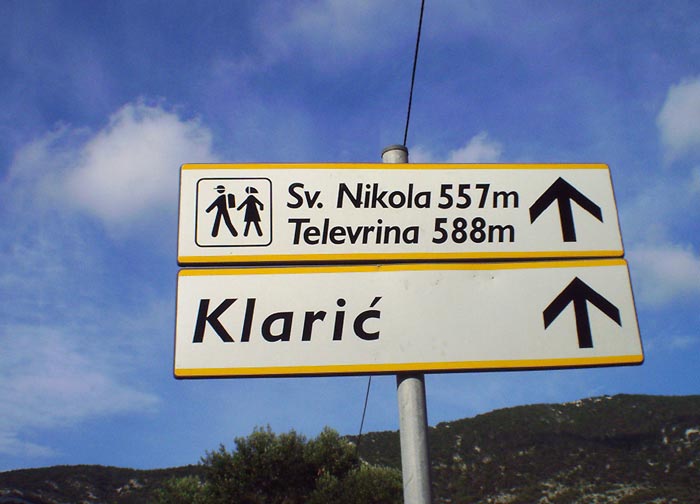 Sv. Nikola 557m
Televrina 588m
Klarić